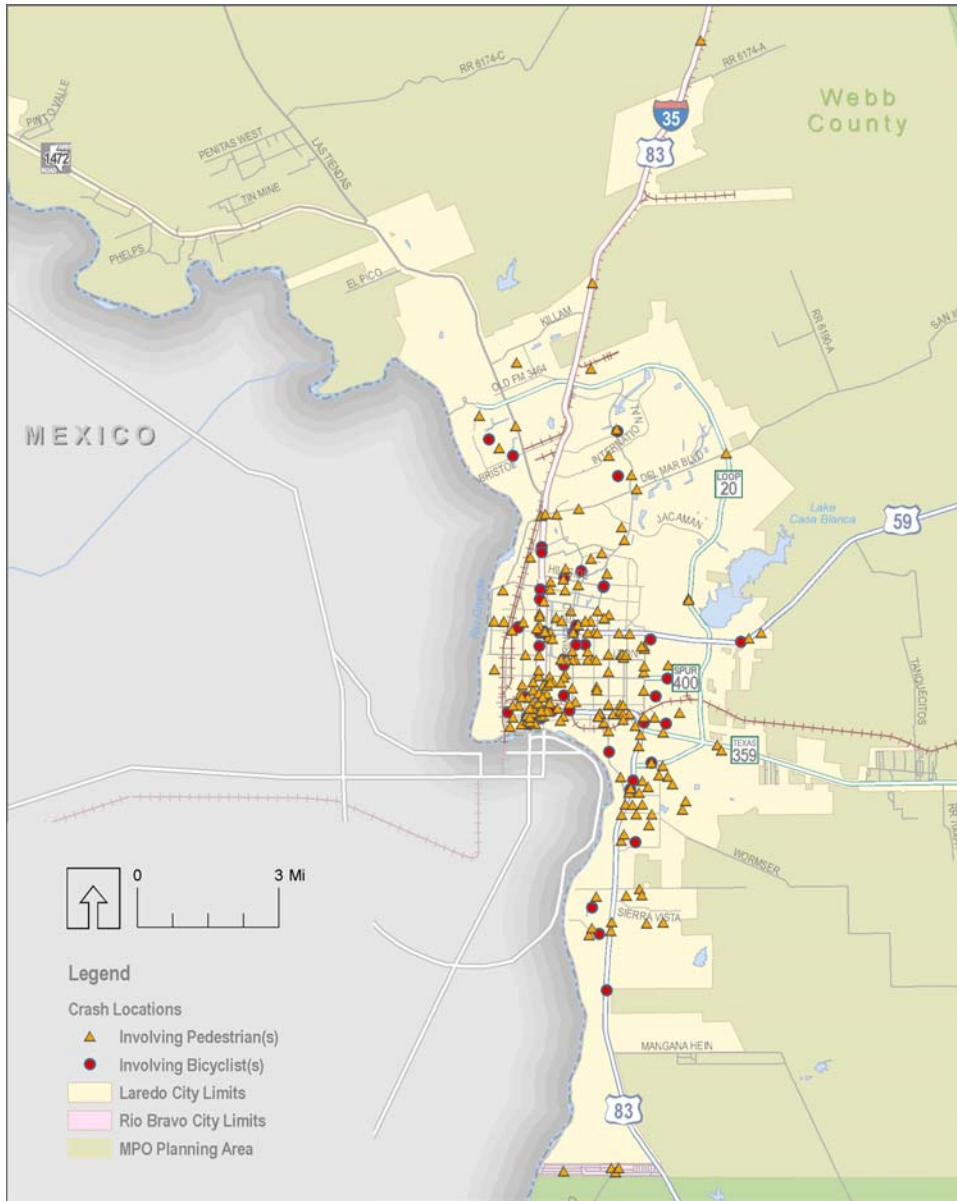 RR 6174-C
RR 6174-A
PINTO VALLE
Webb
County
35
83
1472
PENITAS WEST
LAS TIENDAS
TIN MINE
PHELPS
EL PICO
KILLAM
RR 6190-A
OLD FM 3464
MEXICO
BRISTOL
DEL MAR BLVD
LOOP
20
JACAMAN
Lake
Casa Blanca
59
SPUR
400
TANQUECITOS
TEXAS
359
WORMSER
0
3 Mi
SIERRA VISTA
Legend
Crash Locations
Involving Pedestrian(s)
Involving Bicyclist(s)
Laredo City Limits
Rio Bravo City Limits
MPO Planning Area
MANGANA HEIN
83